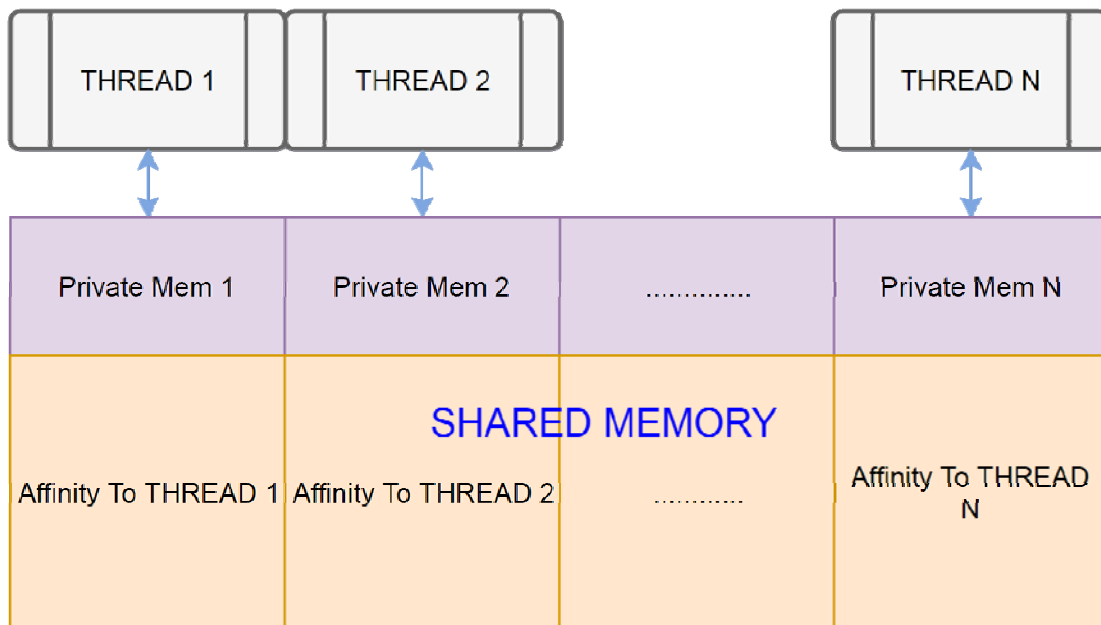 THREAD 1
THREAD 2
THREAD N
Private Mem 1
Private Mem 2
..............
Private Mem N
SHARED MEMORY
Affinity To THREAD 1
Affinity To THREAD 2
............
Affinity To THREAD
N